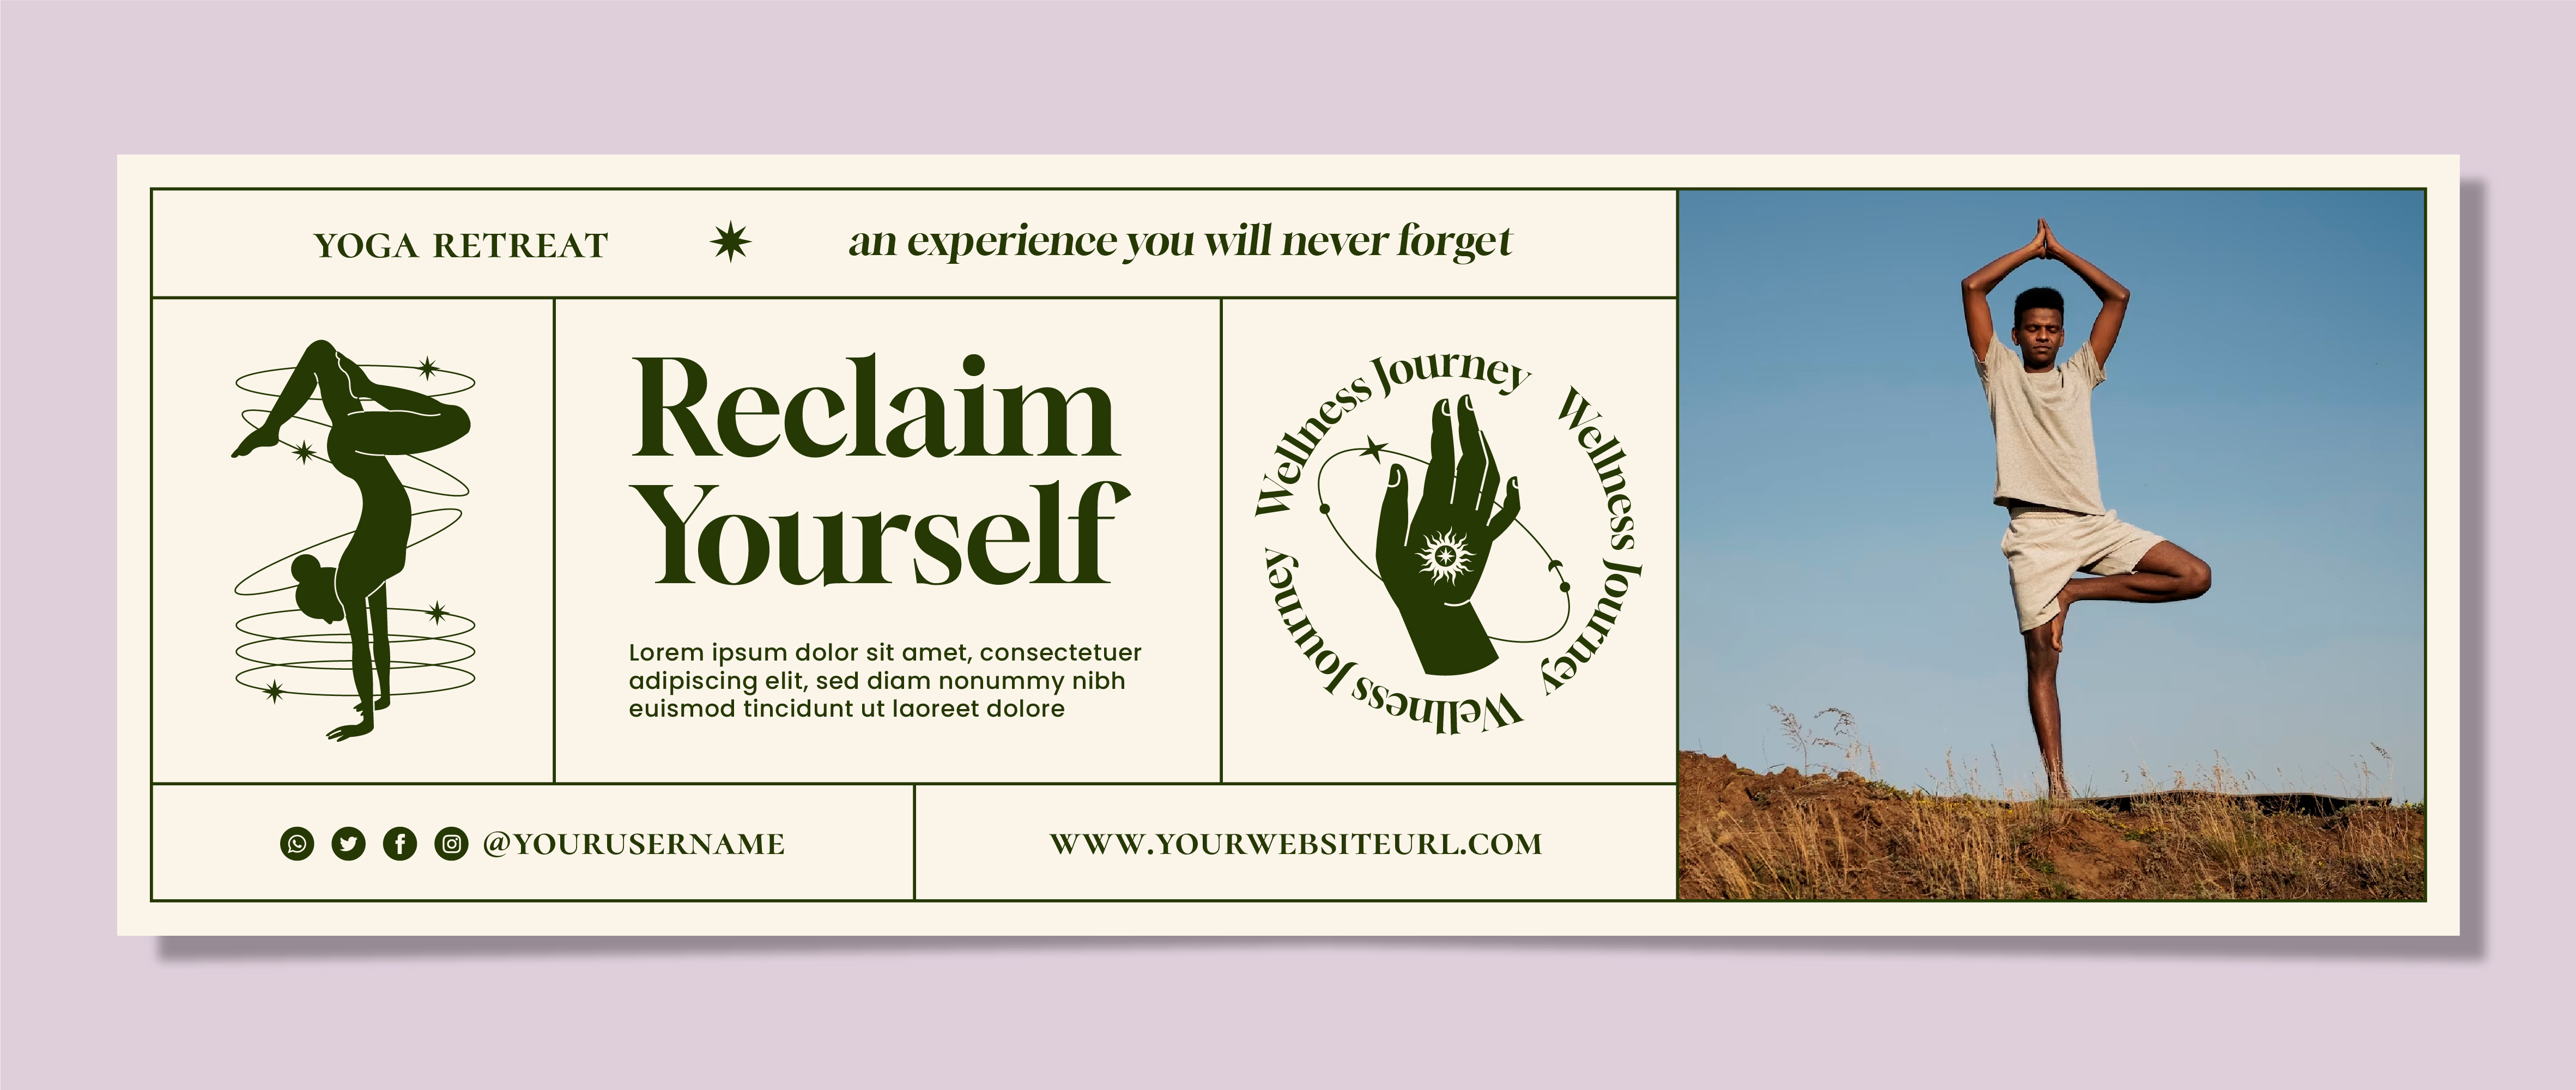 YOGA RETREAT
an experience you will never forget
Reclaim
Yourself
Lorem ipsum dolor sit amet, consectetuer
adipiscing elit, sed diam nonummy nibh
euismod tincidunt ut laoreet dolore
Wellness Journey
Wellness Journey
Wellness Journey
@YOURUSERNAME
WWW.YOURWEBSITEURL.COM